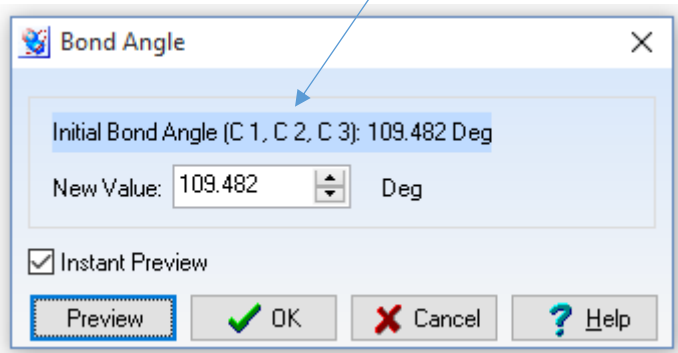 Bond Angle
Initial Bond Angle (C 1, C 2, C 3): 109.482 Deg
New Value: 109.482 Deg
Instant Preview
Preview OK Cancel Help